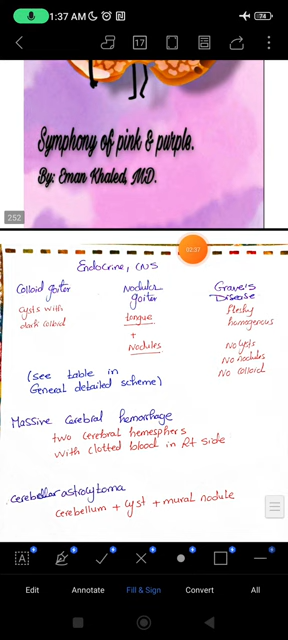 1:37 AM
74
17
Symphony of pink & purple.
By: Eman Khaled, M.D.
252
02:37
Endocrine, CNS
Colloid goiter
cysts with
dark colloid
Nodular
goiter
tongue
+
Nodules
Grave's
Disease
fleshy
homogenous
No cysts
No nodules
No colloid
(see table in
General detailed scheme)
Massive Cerebral hemorrhage
two cerebral hemesphers
with clotted blood in Rt side
cerebellar astrocytoma
cerebellum + cyst + mural nodule
Edit
Annotate
Fill & Sign
Convert
All